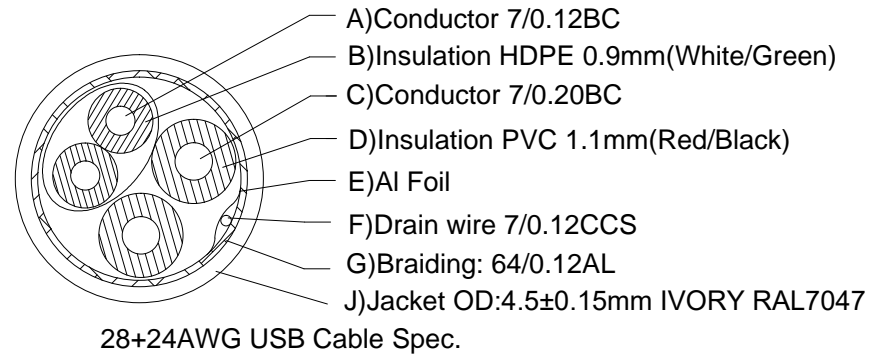 A)Conductor 7/0.12BC
B)Insulation HDPE 0.9mm(White/Green)
C)Conductor 7/0.20BC
D)Insulation PVC 1.1mm(Red/Black)
E)Al Foil
F)Drain wire 7/0.12CCS
G)Braiding: 64/0.12AL
J)Jacket OD:4.5±0.15mm IVORY RAL7047
28+24AWG USB Cable Spec.